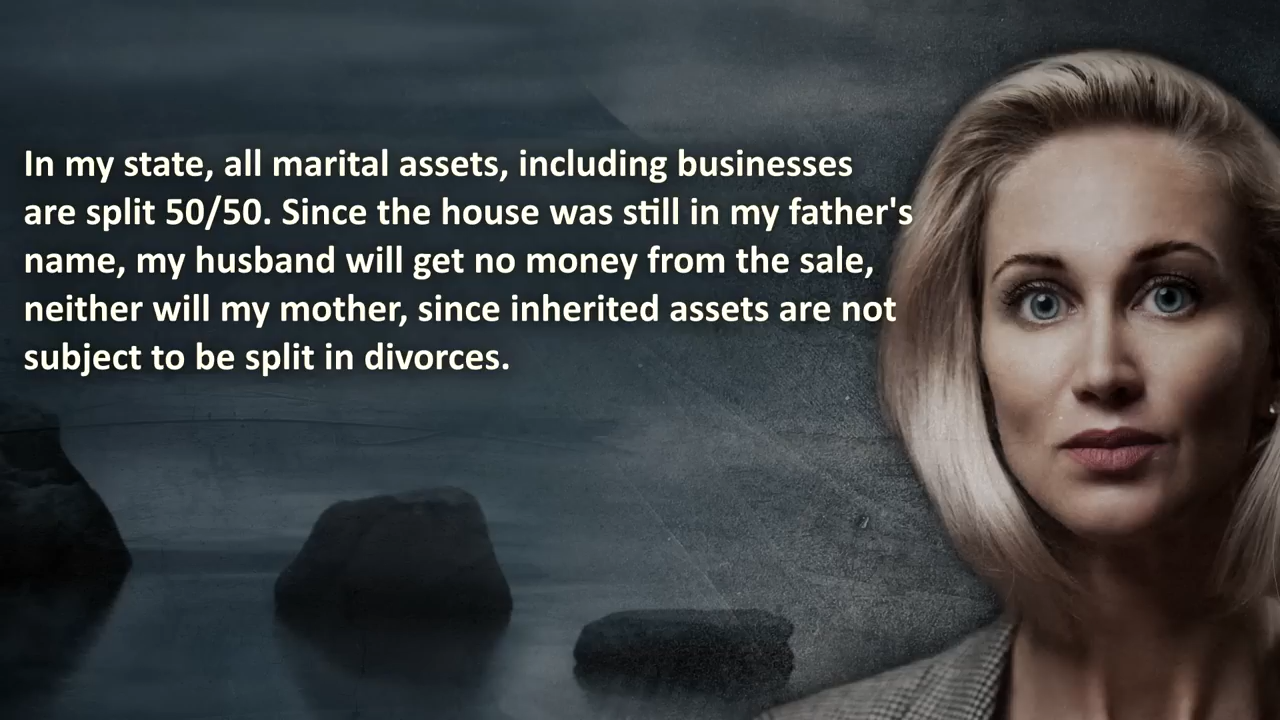 In my state, all marital assets, including businesses
are split 50/50. Since the house was still in my father's
name, my husband will get no money from the sale,
neither will my mother, since inherited assets are not
subject to be split in divorces.